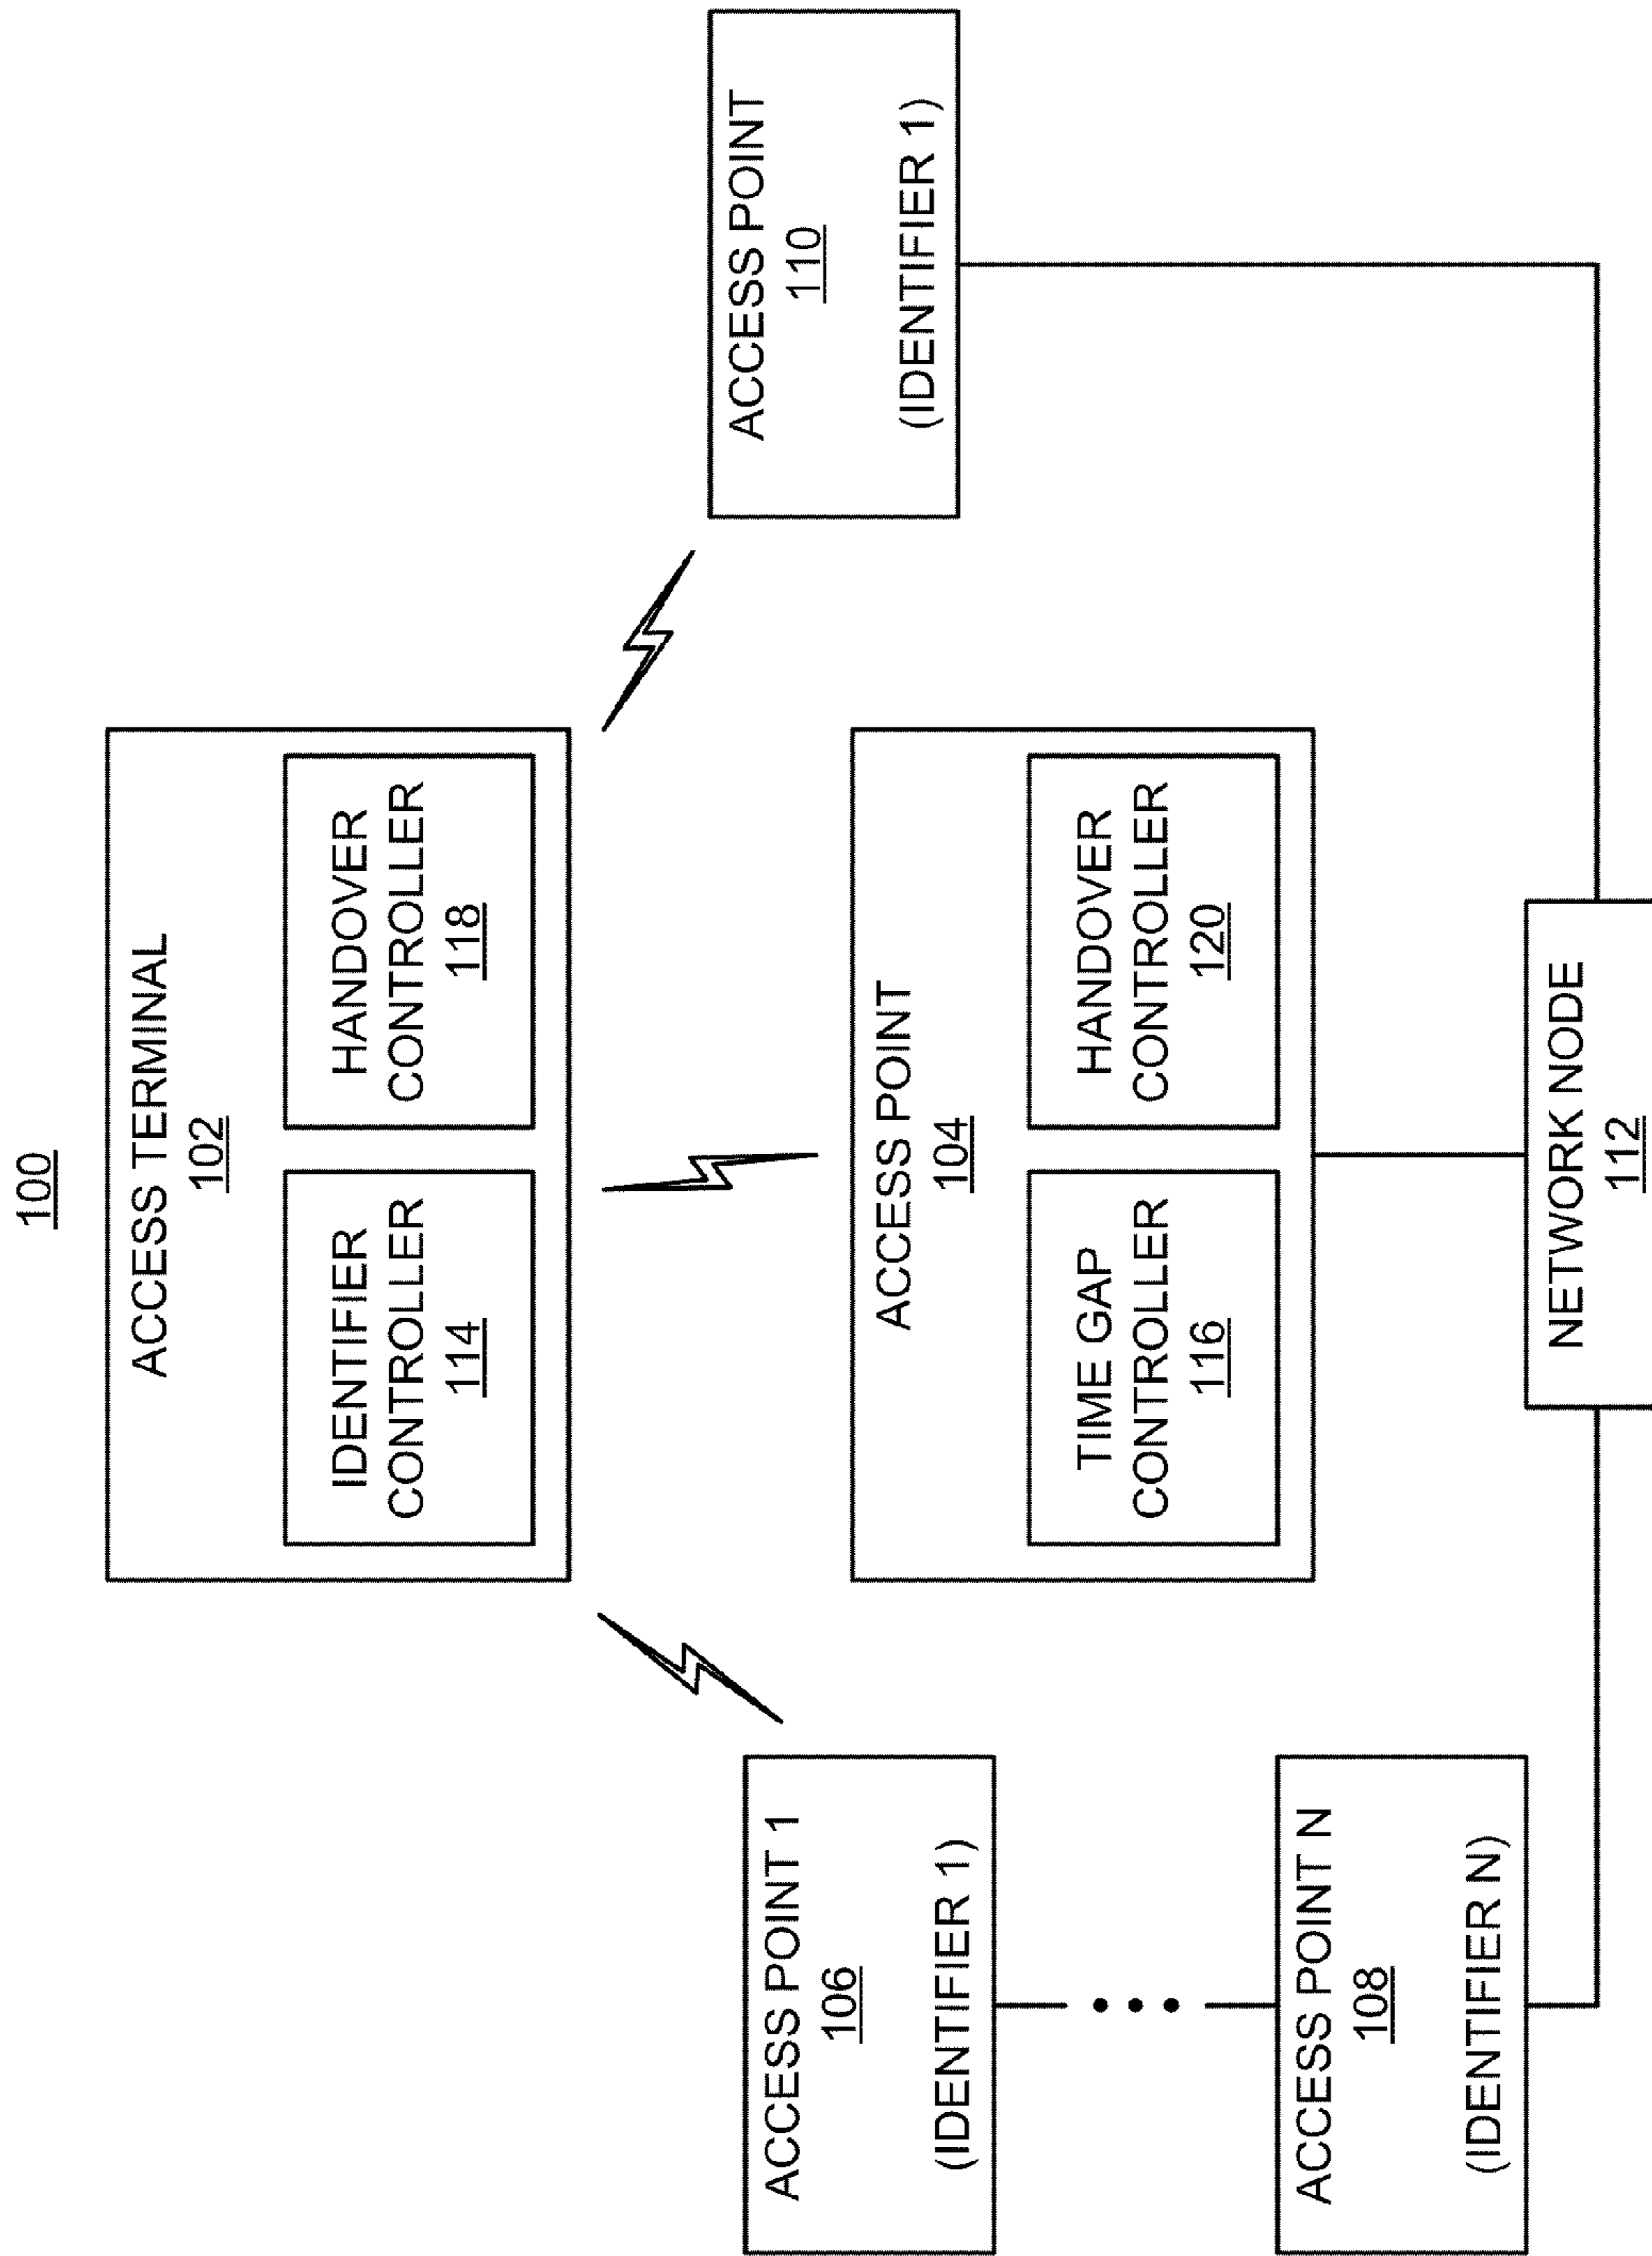 100
ACCESS TERMINAL
102
IDENTIFIER
CONTROLLER
114
HANDOVER
CONTROLLER
118
ACCESS POINT
104
TIME GAP
CONTROLLER
116
HANDOVER
CONTROLLER
120
ACCESS POINT 1
106
(IDENTIFIER 1)
ACCESS POINT N
108
(IDENTIFIER N)
ACCESS POINT
110
(IDENTIFIER 1)
NETWORK NODE
112